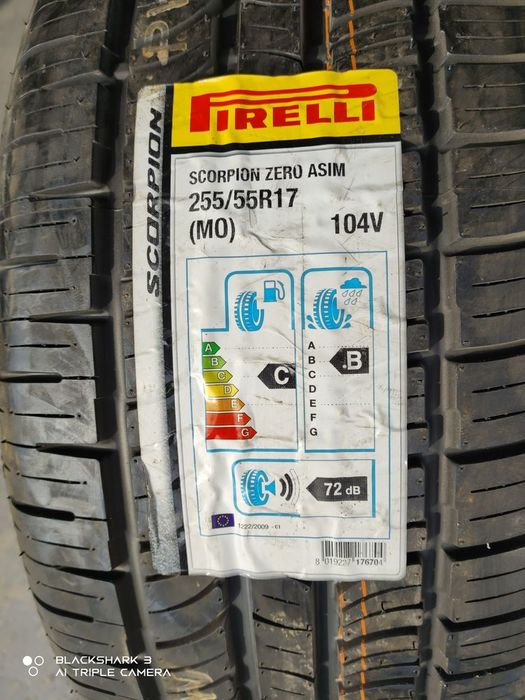 PIRELLI
SCORPION
SCORPION ZERO ASIM
255/55R17
(MO) 104V
A
B
C
D
E
F
G
C
A
B
C
D
E
F
G
B
72 dB
1222/2009 - C1
8 019227 176704
BLACKSHARK 3
AI TRIPLE CAMERA